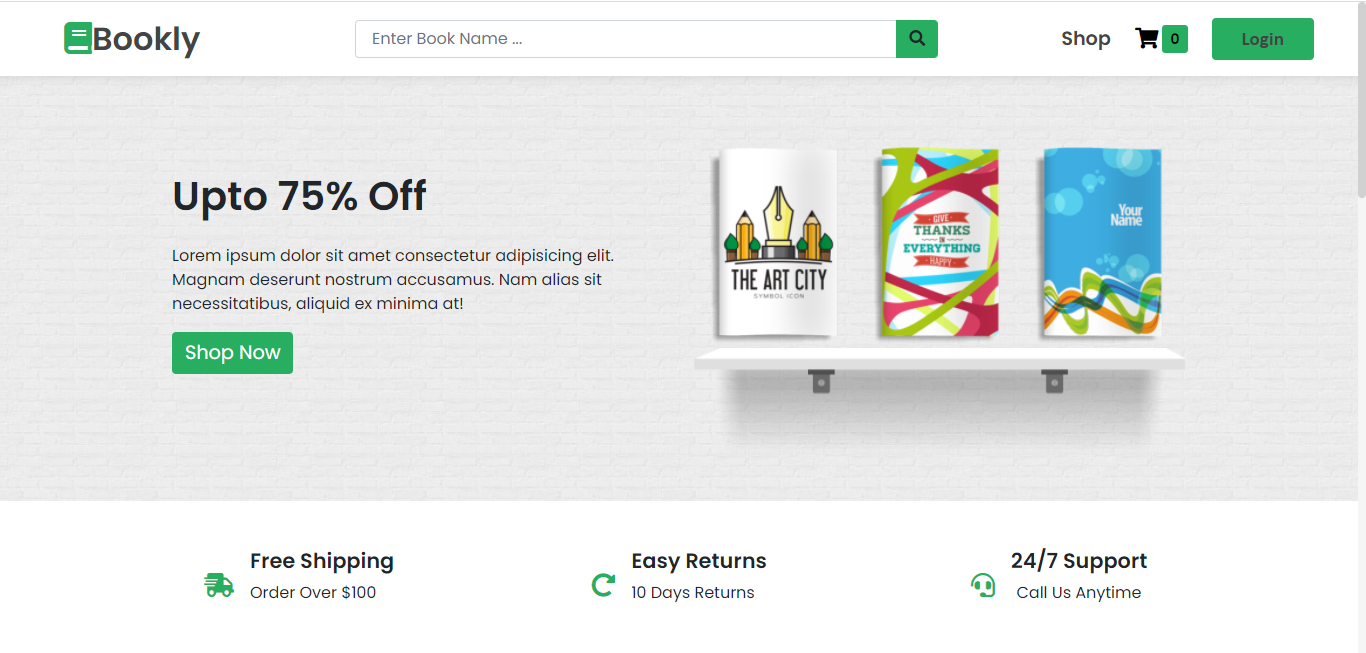 Bookly
Enter Book Name ...
Shop
0
Login
Upto 75% Off
Lorem ipsum dolor sit amet consectetur adipisicing elit.
Magnam deserunt nostrum accusamus. Nam alias sit
necessitatibus, aliquid ex minima at!
Shop Now
THE ART CITY
SYMBOL ICON
GIVE
THANKS
IN
EVERYTHING
HAPPY
Your
Name
Free Shipping
Order Over $100
Easy Returns
10 Days Returns
24/7 Support
Call Us Anytime